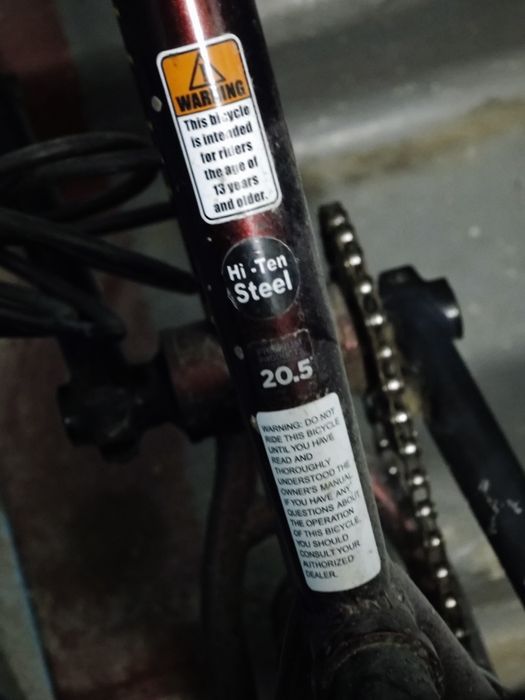 WARNING
This bicycle
is intended
for riders
the age of
13 years
and older.
Hi-Ten
Steel
20.5"
WARNING: DO NOT
RIDE THIS BICYCLE
UNTIL YOU HAVE
READ AND
THOROUGHLY
UNDERSTOOD THE
OWNER'S MANUAL
IF YOU HAVE ANY
QUESTIONS ABOUT
THE OPERATION
OF THIS BICYCLE,
YOU SHOULD
CONSULT YOUR
AUTHORIZED
DEALER.